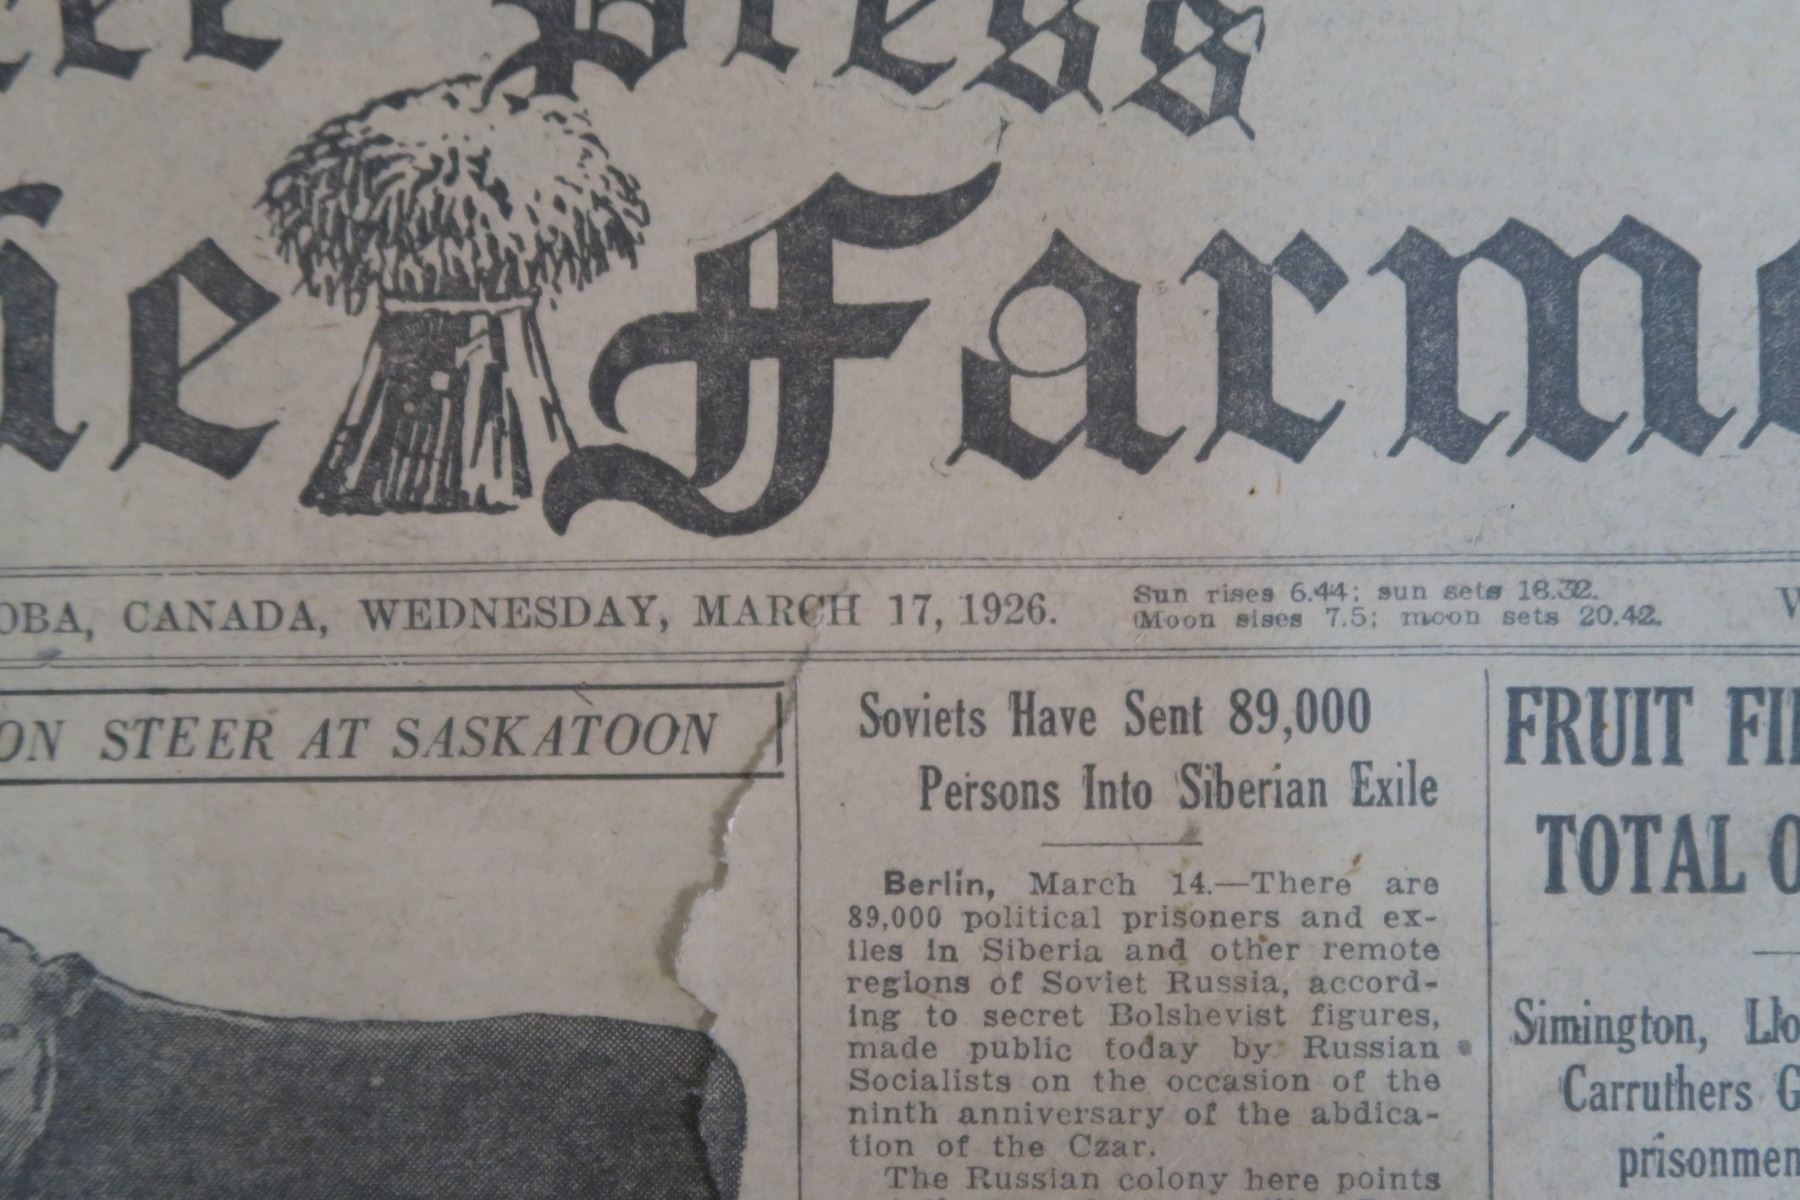 Press
Farme
OBA, CANADA, WEDNESDAY, MARCH 17, 1926.
Sun rises 6.44; sun sets 18.32.
Moon sises 7.5; moon sets 20.42.
W
ON STEER AT SASKATOON
Soviets Have Sent 89,000
Persons Into Siberian Exile
Berlin, March 14.—There are
89,000 political prisoners and ex-
iles in Siberia and other remote
regions of Soviet Russia, accord-
ing to secret Bolshevist figures,
made public today by Russian
Socialists on the occasion of the
ninth anniversary of the abdica-
tion of the Czar.
The Russian colony here points
FRUIT FI
TOTAL O
Simington, Llo
Carruthers G
prisonmen